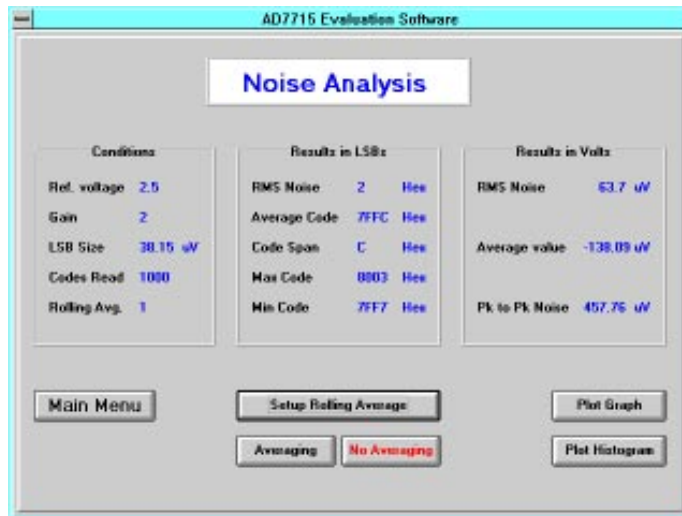 AD7715 Evaluation Software
Noise Analysis
Conditions
Ref. voltage 2.5
Gain 2
LSB Size 38.15 uV
Codes Read 1000
Rolling Avg. 1
Results in LSBs
RMS Noise 2 Hex
Average Code 7FFC Hex
Code Span C Hex
Max Code 8003 Hex
Min Code 7FF7 Hex
Results in Volts
RMS Noise 63.7 uV
Average value -138.09 uV
Pk to Pk Noise 457.76 uV
Main Menu
Setup Rolling Average
Plot Graph
Averaging
No Averaging
Plot Histogram